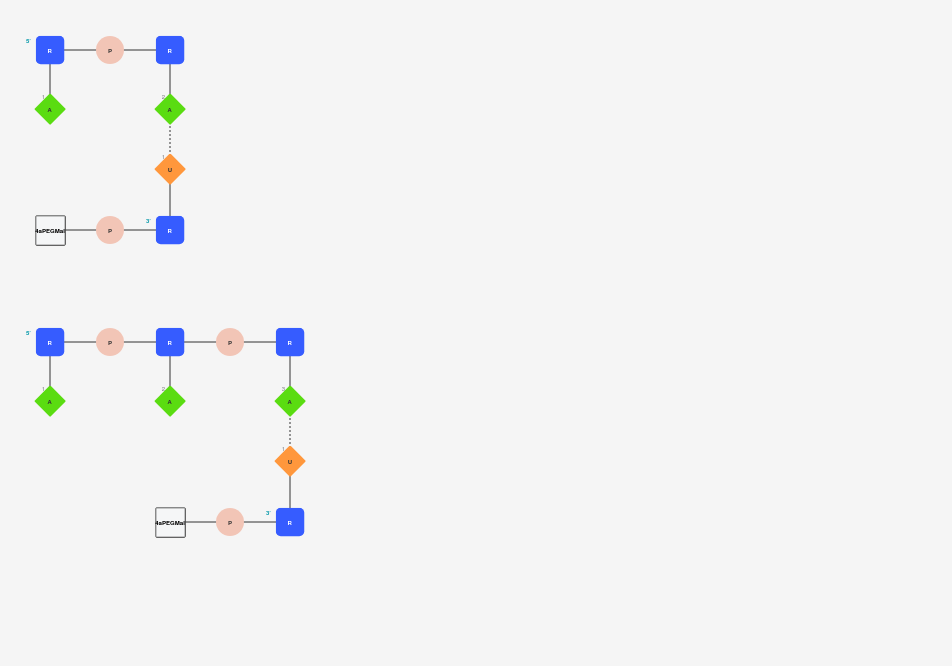 5'
R P R
1 2
A A
1
U
3'
4aPEGMal P R
5'
R P R P R
1 2 3
A A A
1
U
3'
4aPEGMal P R